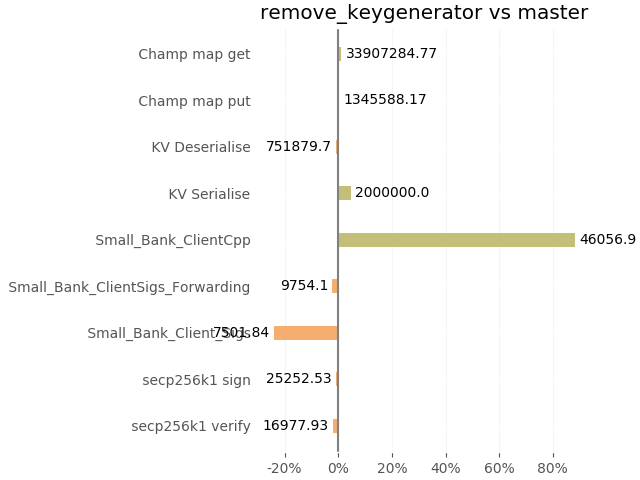 remove_keygenerator vs master
Champ map get 33907284.77
Champ map put 1345588.17
KV Deserialise 751879.7
KV Serialise 2000000.0
Small_Bank_ClientCpp 46056.9
Small_Bank_ClientSigs_Forwarding 9754.1
Small_Bank_Client_Sigs 7501.84
secp256k1 sign 25252.53
secp256k1 verify 16977.93
-20% 0% 20% 40% 60% 80%